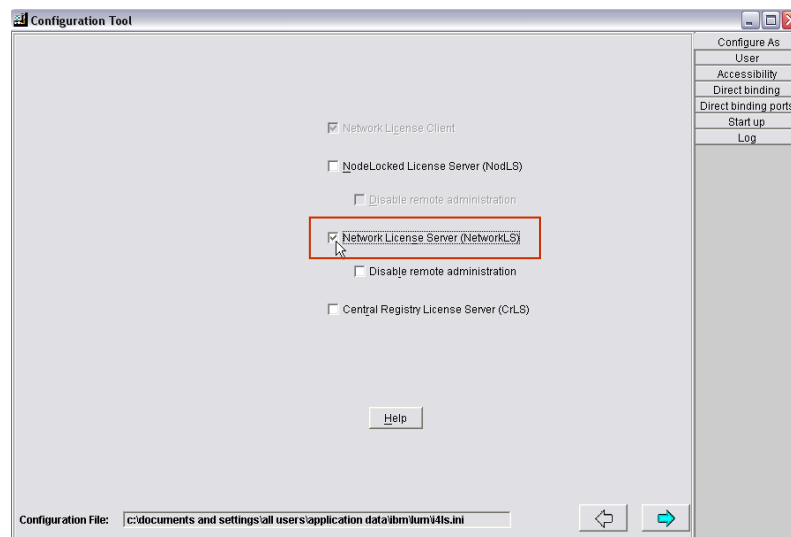 Configuration Tool
Configure As
User
Accessibility
Direct binding
Direct binding ports
Start up
Log
Network License Client
NodeLocked License Server (NodLS)
Disable remote administration
Network License Server (NetworkLS)
Disable remote administration
Central Registry License Server (CrLS)
Help
Configuration File: c:\documents and settings\all users\application data\ibm\lum\i4ls.ini